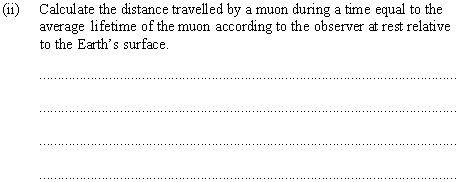 (ii) Calculate the distance travelled by a muon during a time equal to the
average lifetime of the muon according to the observer at rest relative
to the Earth's surface.